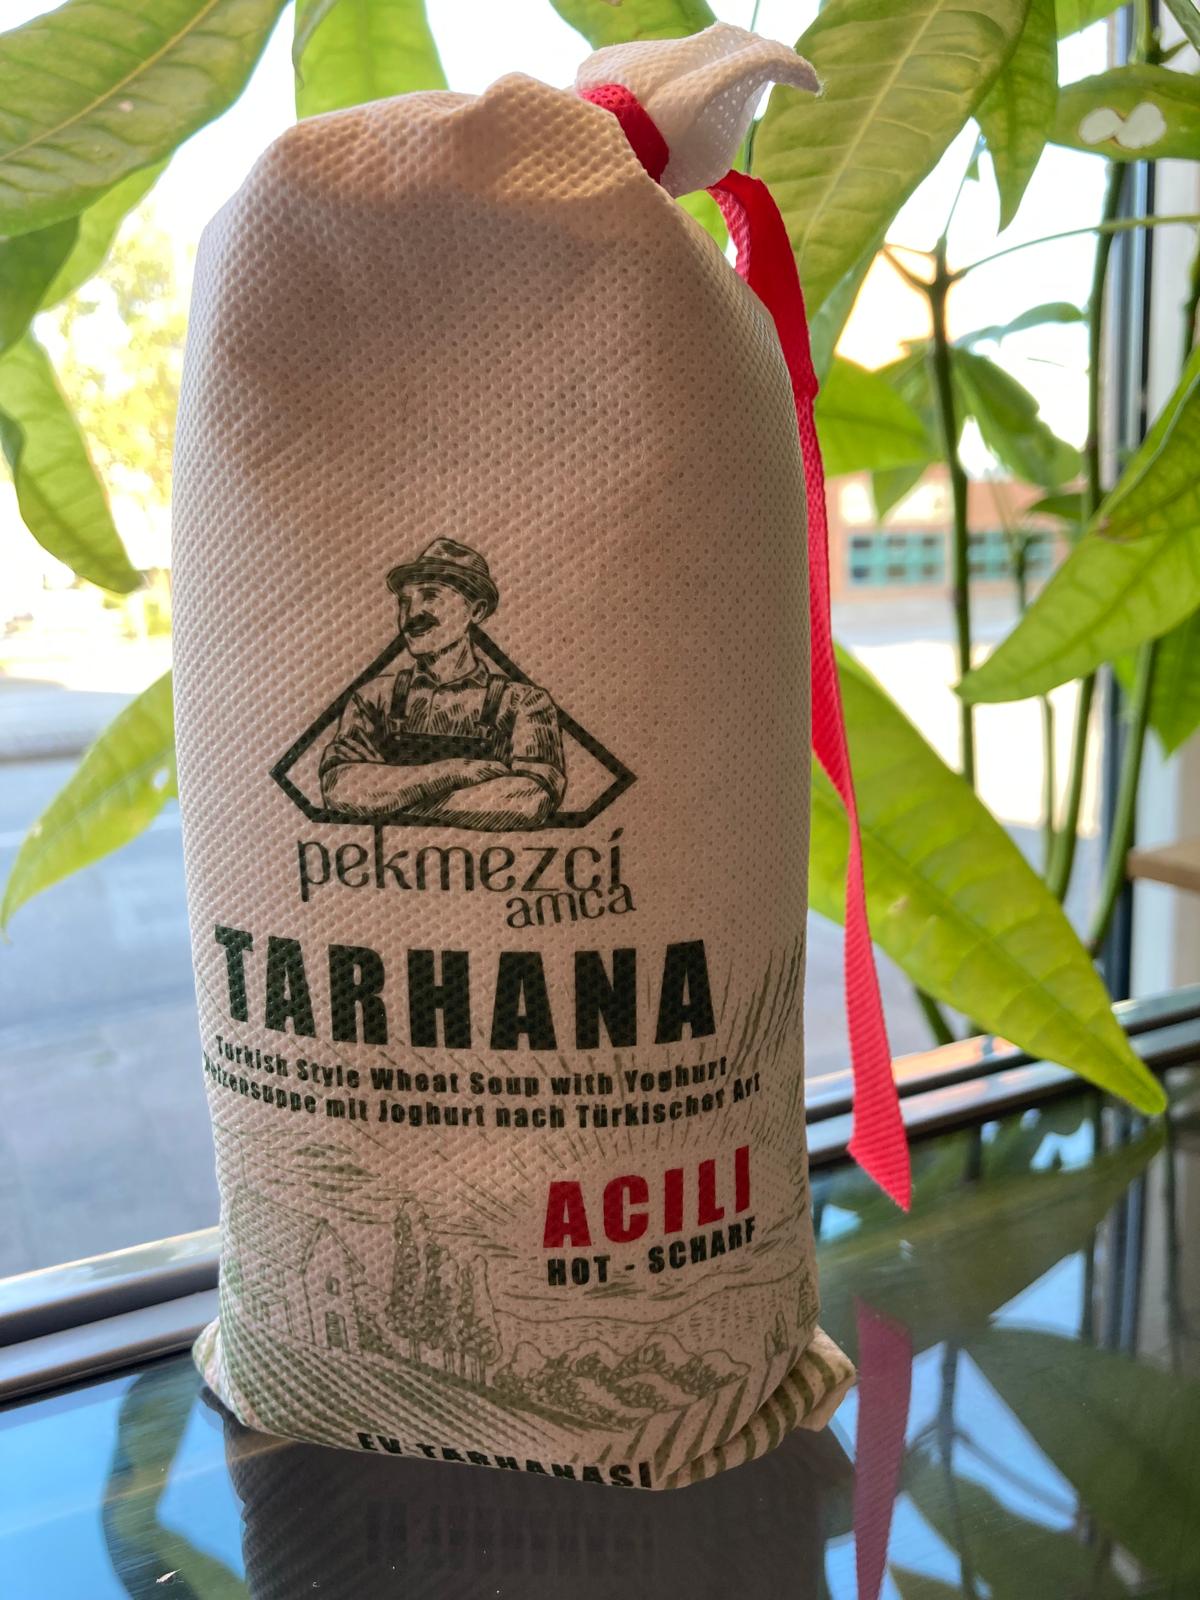 pekmezci
amca
TARHANA
Turkish Style Wheat Soup with Yoghurt
mit Joghurt nach Türkischer Art
ACILI
HOT - SCHARF
EV TARHANASI